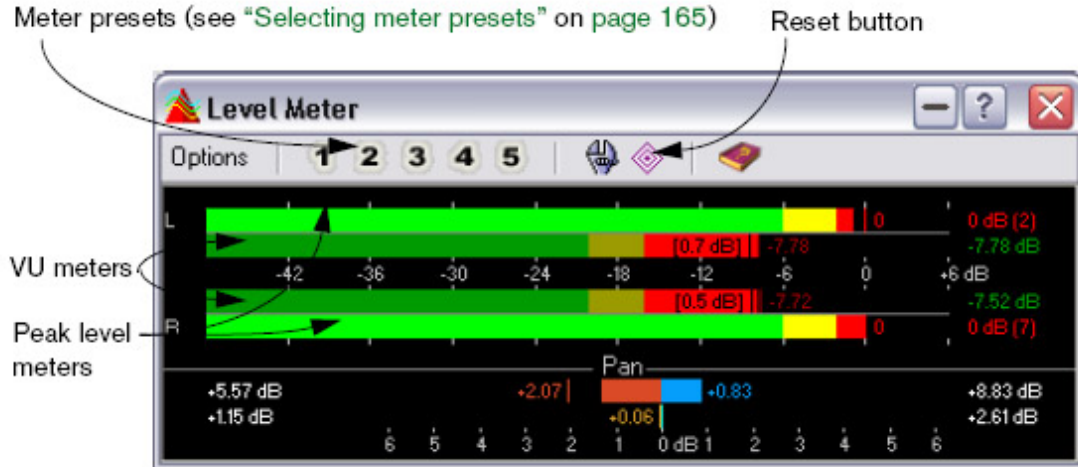 Meter presets (see “Selecting meter presets” on page 165)
Reset button
Level Meter
Options 1 2 3 4 5
L 0 0 dB (2)
VU meters
[0.7 dB] -7.78 -7.78 dB
-42 -36 -30 -24 -18 -12 -6 0 +6 dB
[0.5 dB] -7.72 -7.52 dB
Peak level
meters
R 0 0 dB (7)
Pan
+5.57 dB +2.07 +0.83 +8.83 dB
+1.15 dB +0.06 +2.61 dB
6 5 4 3 2 1 0 dB 1 2 3 4 5 6